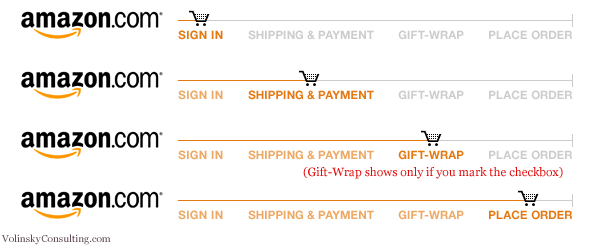 amazon.com
SIGN IN SHIPPING & PAYMENT GIFT-WRAP PLACE ORDER
amazon.com
SIGN IN SHIPPING & PAYMENT GIFT-WRAP PLACE ORDER
amazon.com
SIGN IN SHIPPING & PAYMENT GIFT-WRAP PLACE ORDER
(Gift-Wrap shows only if you mark the checkbox)
amazon.com
SIGN IN SHIPPING & PAYMENT GIFT-WRAP PLACE ORDER
VolinskyConsulting.com